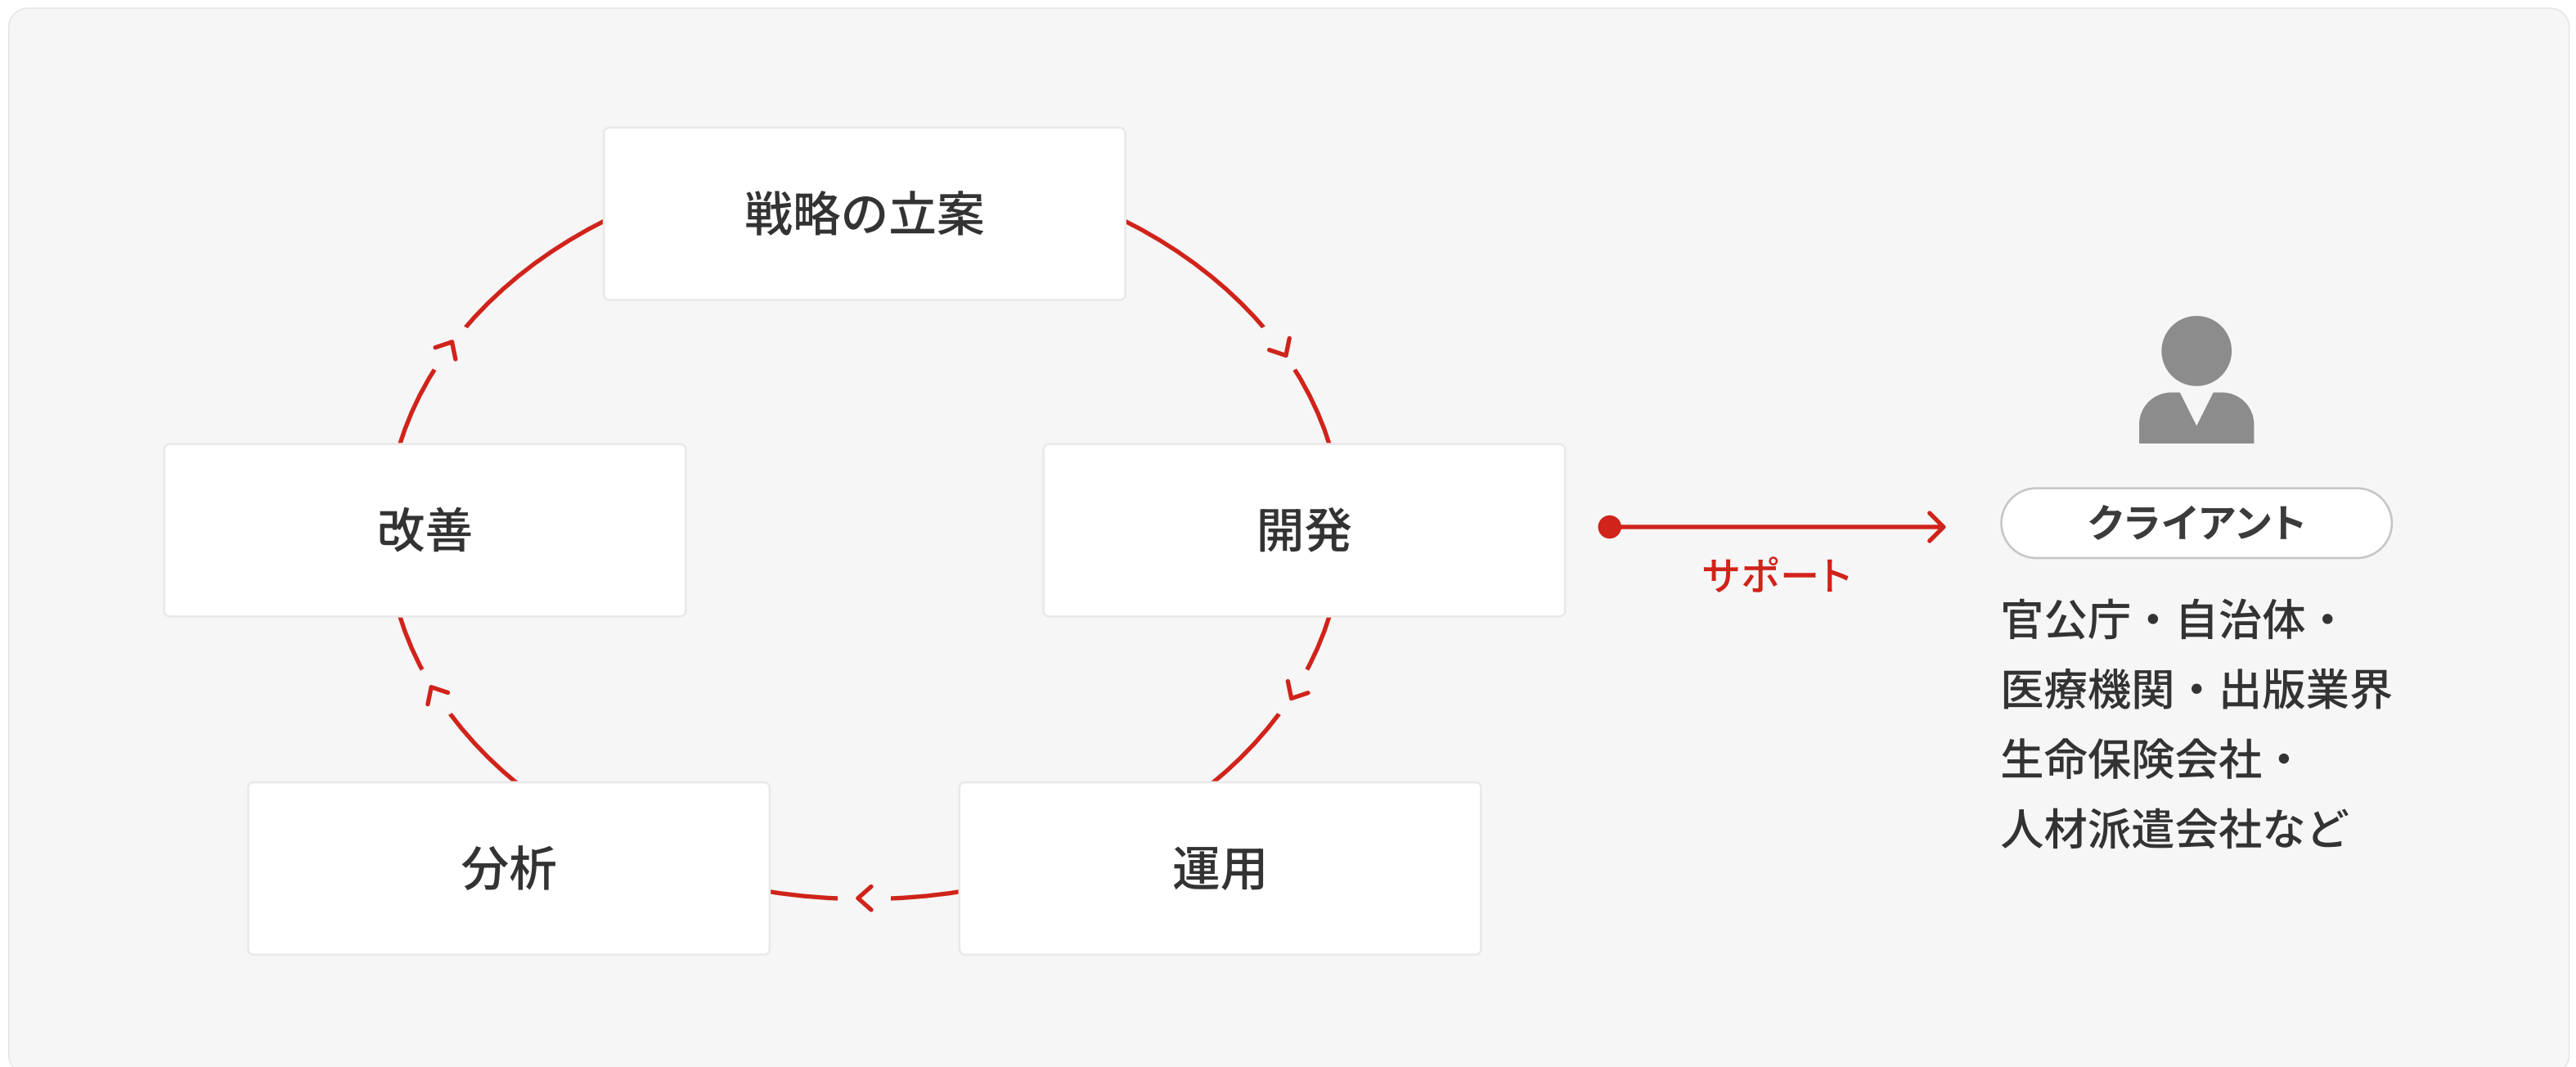 戦略の立案
改善
開発
分析
運用
サポート
クライアント
官公庁・自治体・
医療機関・出版業界
生命保険会社・
人材派遣会社など